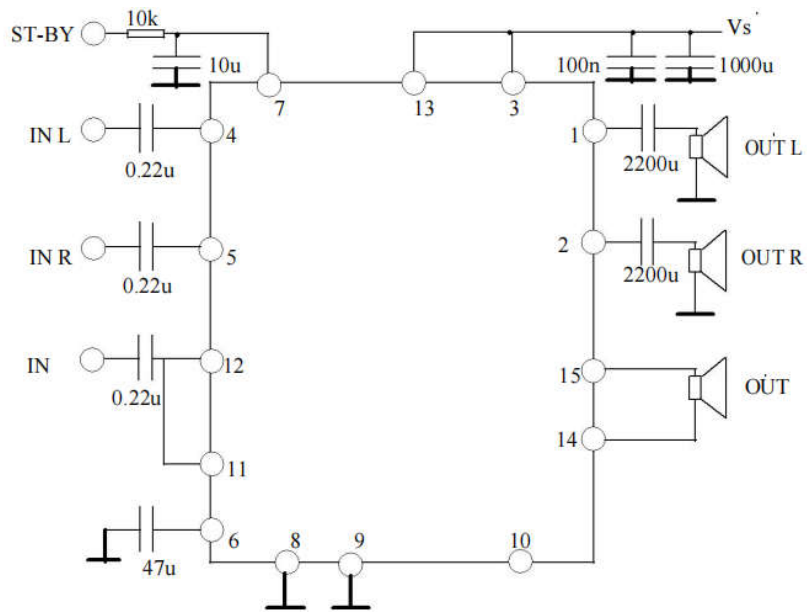 10k
ST-BY
Vs
10u
100n
1000u
7
13
3
IN L
4
1
OUT L
0.22u
2200u
IN R
5
2
OUT R
0.22u
2200u
IN
12
15
OUT
0.22u
14
11
6
8
9
10
47u